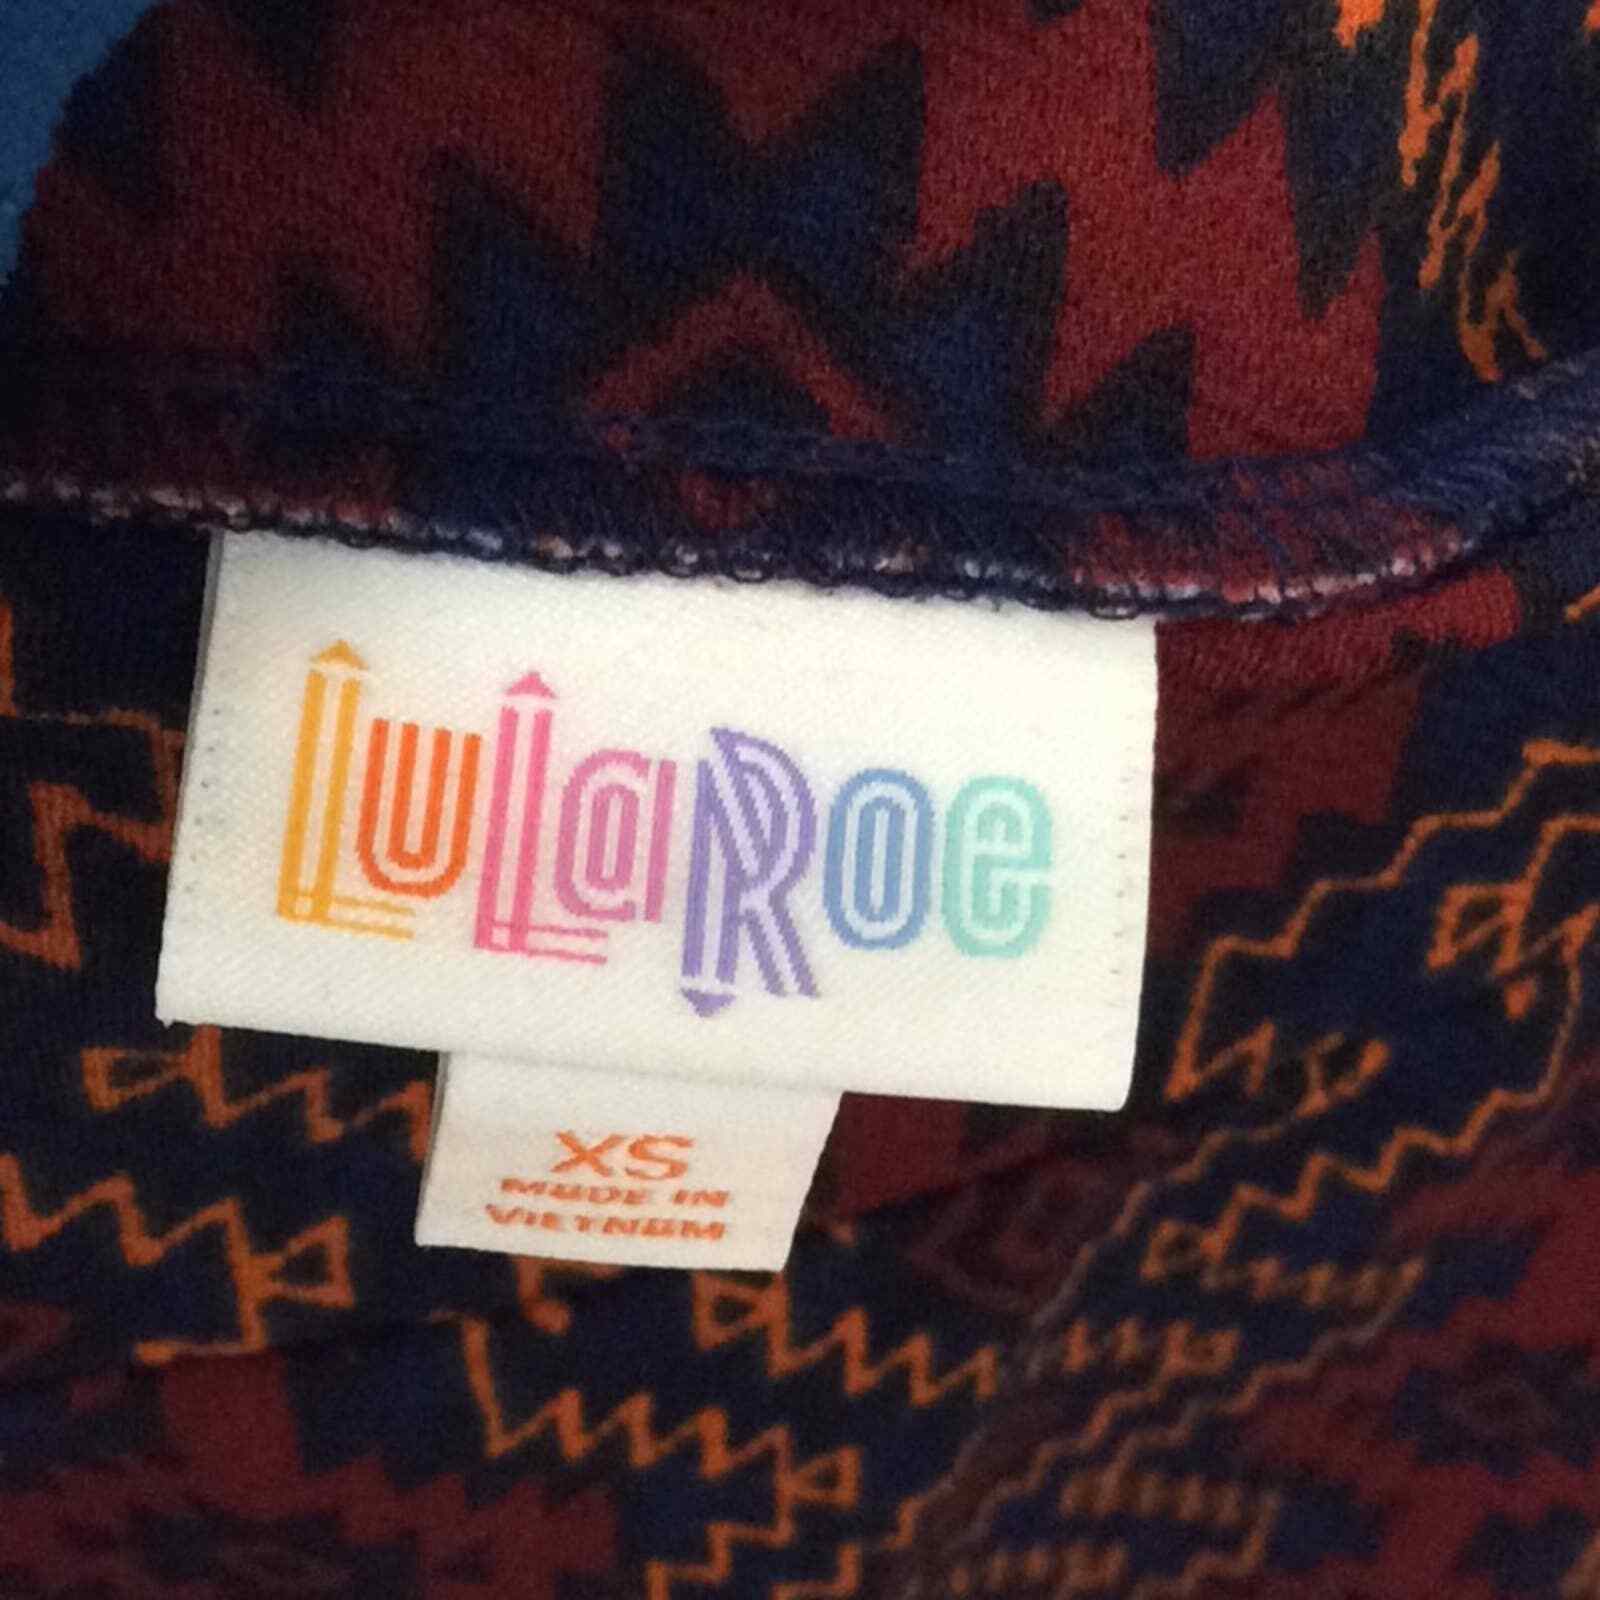 LuLaRoe
XS
MADE IN
VIETNAM